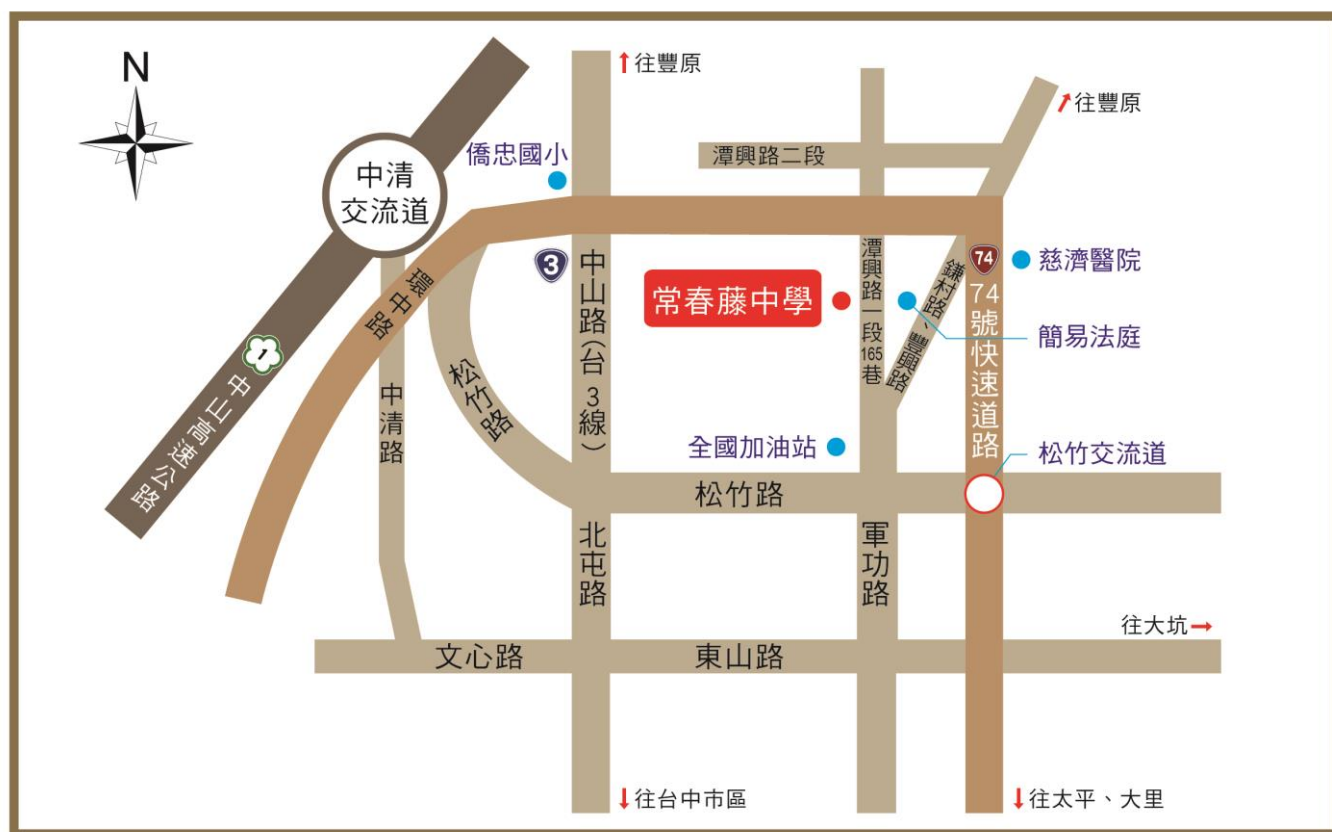 N
往豐原
往豐原
潭興路二段
僑忠國小
中清
交流道
環中路
3
中山路(台3線)
潭興路一段165巷
鎌村路、豐興路
74
74號快速道路
慈濟醫院
常春藤中學
簡易法庭
1
中山高速公路
中清路
松竹路
全國加油站
松竹交流道
松竹路
北屯路
軍功路
往大坑
文心路
東山路
往台中市區
往太平、大里